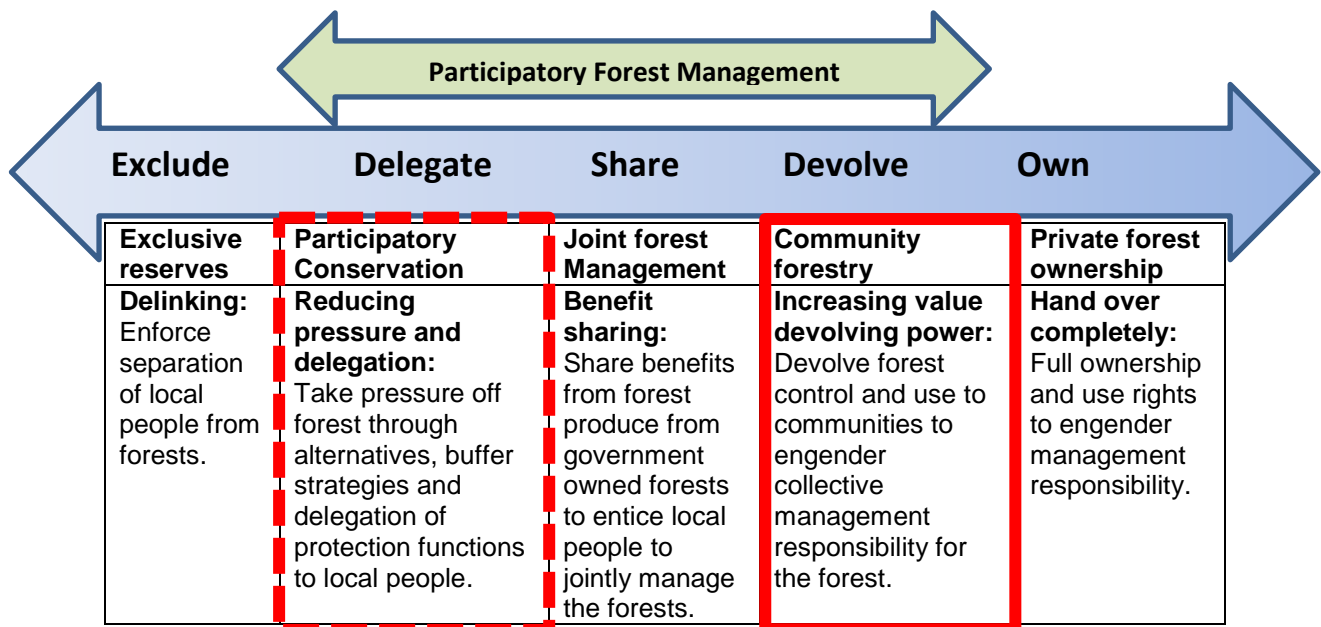 Participatory Forest Management
Exclude Delegate Share Devolve Own
Exclusive
reserves
Participatory
Conservation
Joint forest
Management
Community
forestry
Private forest
ownership
Delinking:
Enforce
separation
of local
people from
forests.
Reducing
pressure and
delegation:
Take pressure off
forest through
alternatives, buffer
strategies and
delegation of
protection functions
to local people.
Benefit
sharing:
Share benefits
from forest
produce from
government
owned forests
to entice local
people to
jointly manage
the forests.
Increasing value
devolving power:
Devolve forest
control and use to
communities to
engender
collective
management
responsibility for
the forest.
Hand over
completely:
Full ownership
and use rights
to engender
management
responsibility.